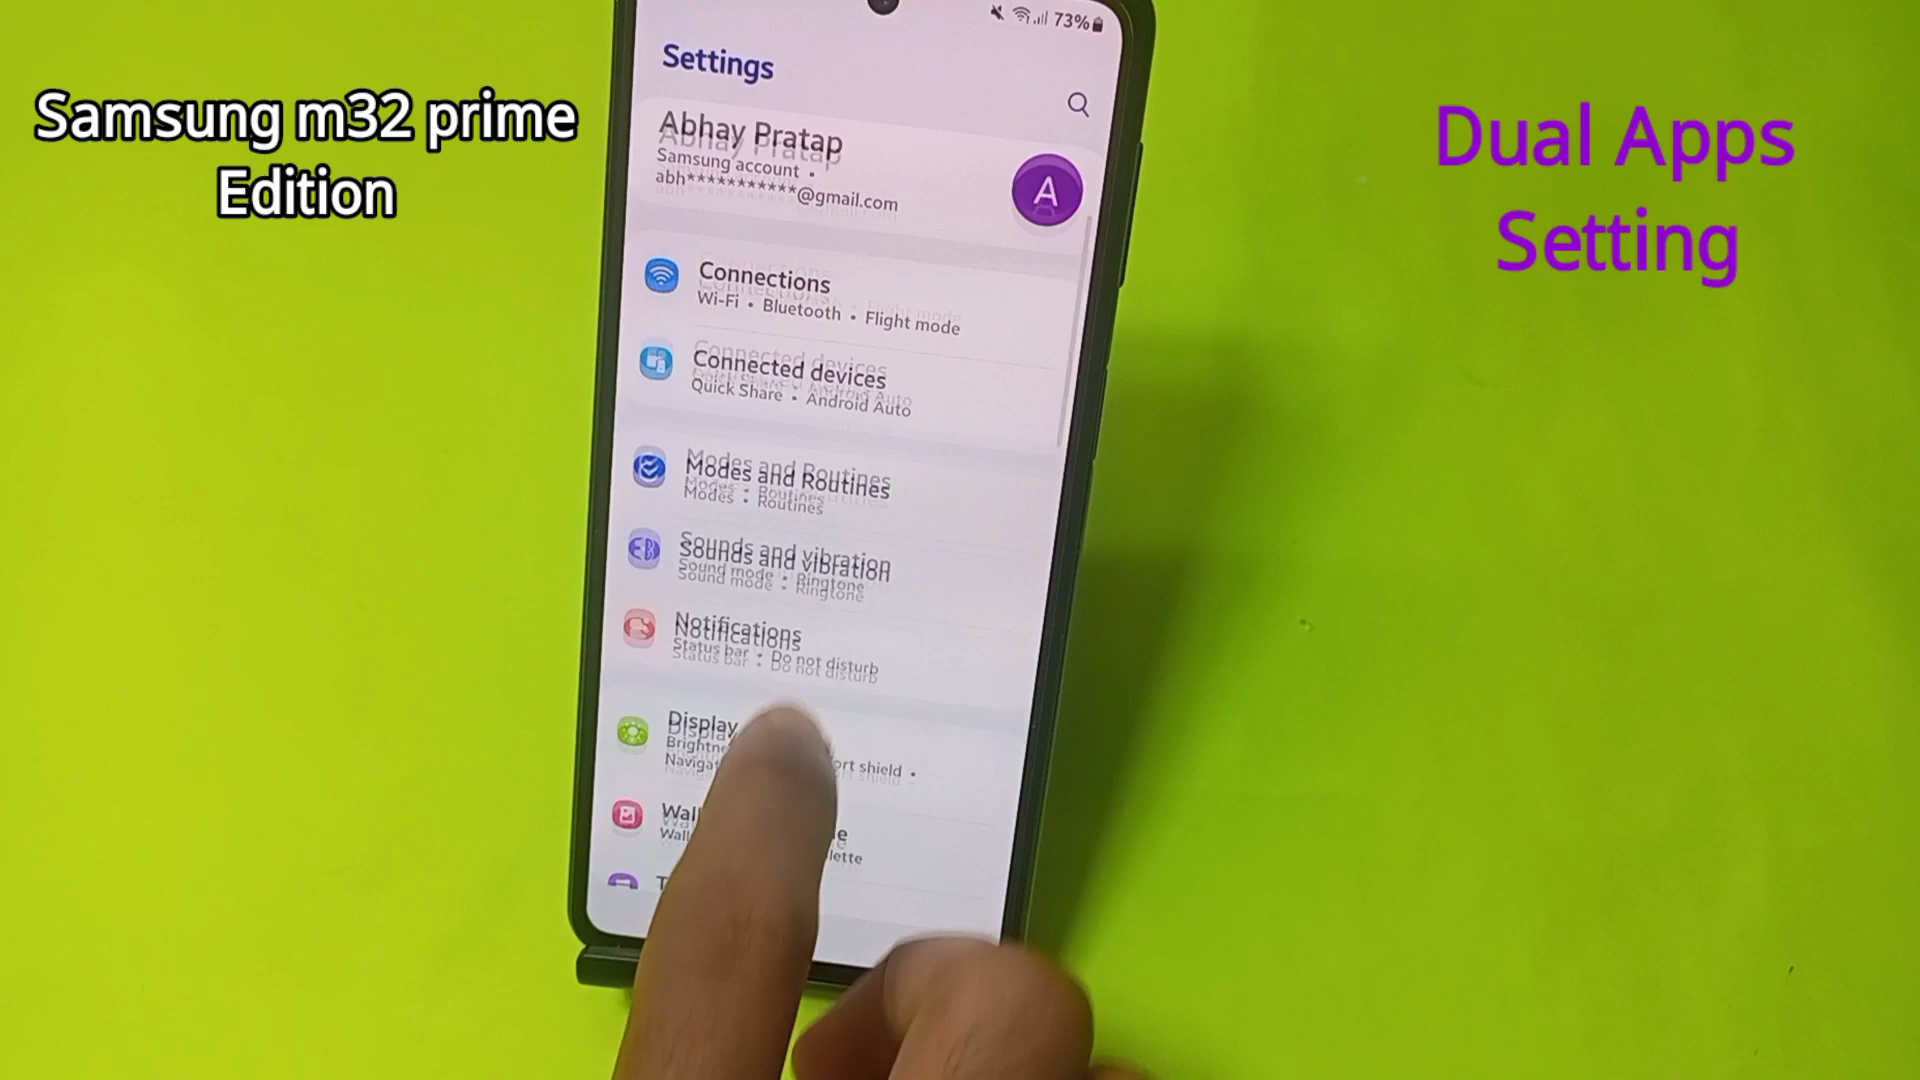 Samsung m32 prime
Edition
Dual Apps
Setting
73%
Settings
Abhay Pratap
Samsung account •
abh***********@gmail.com
A
Connections
Wi-Fi • Bluetooth • Flight mode
Connected devices
Quick Share • Android Auto
Modes and Routines
Modes • Routines
Sounds and vibration
Sound mode • Ringtone
Notifications
Status bar • Do not disturb
Display